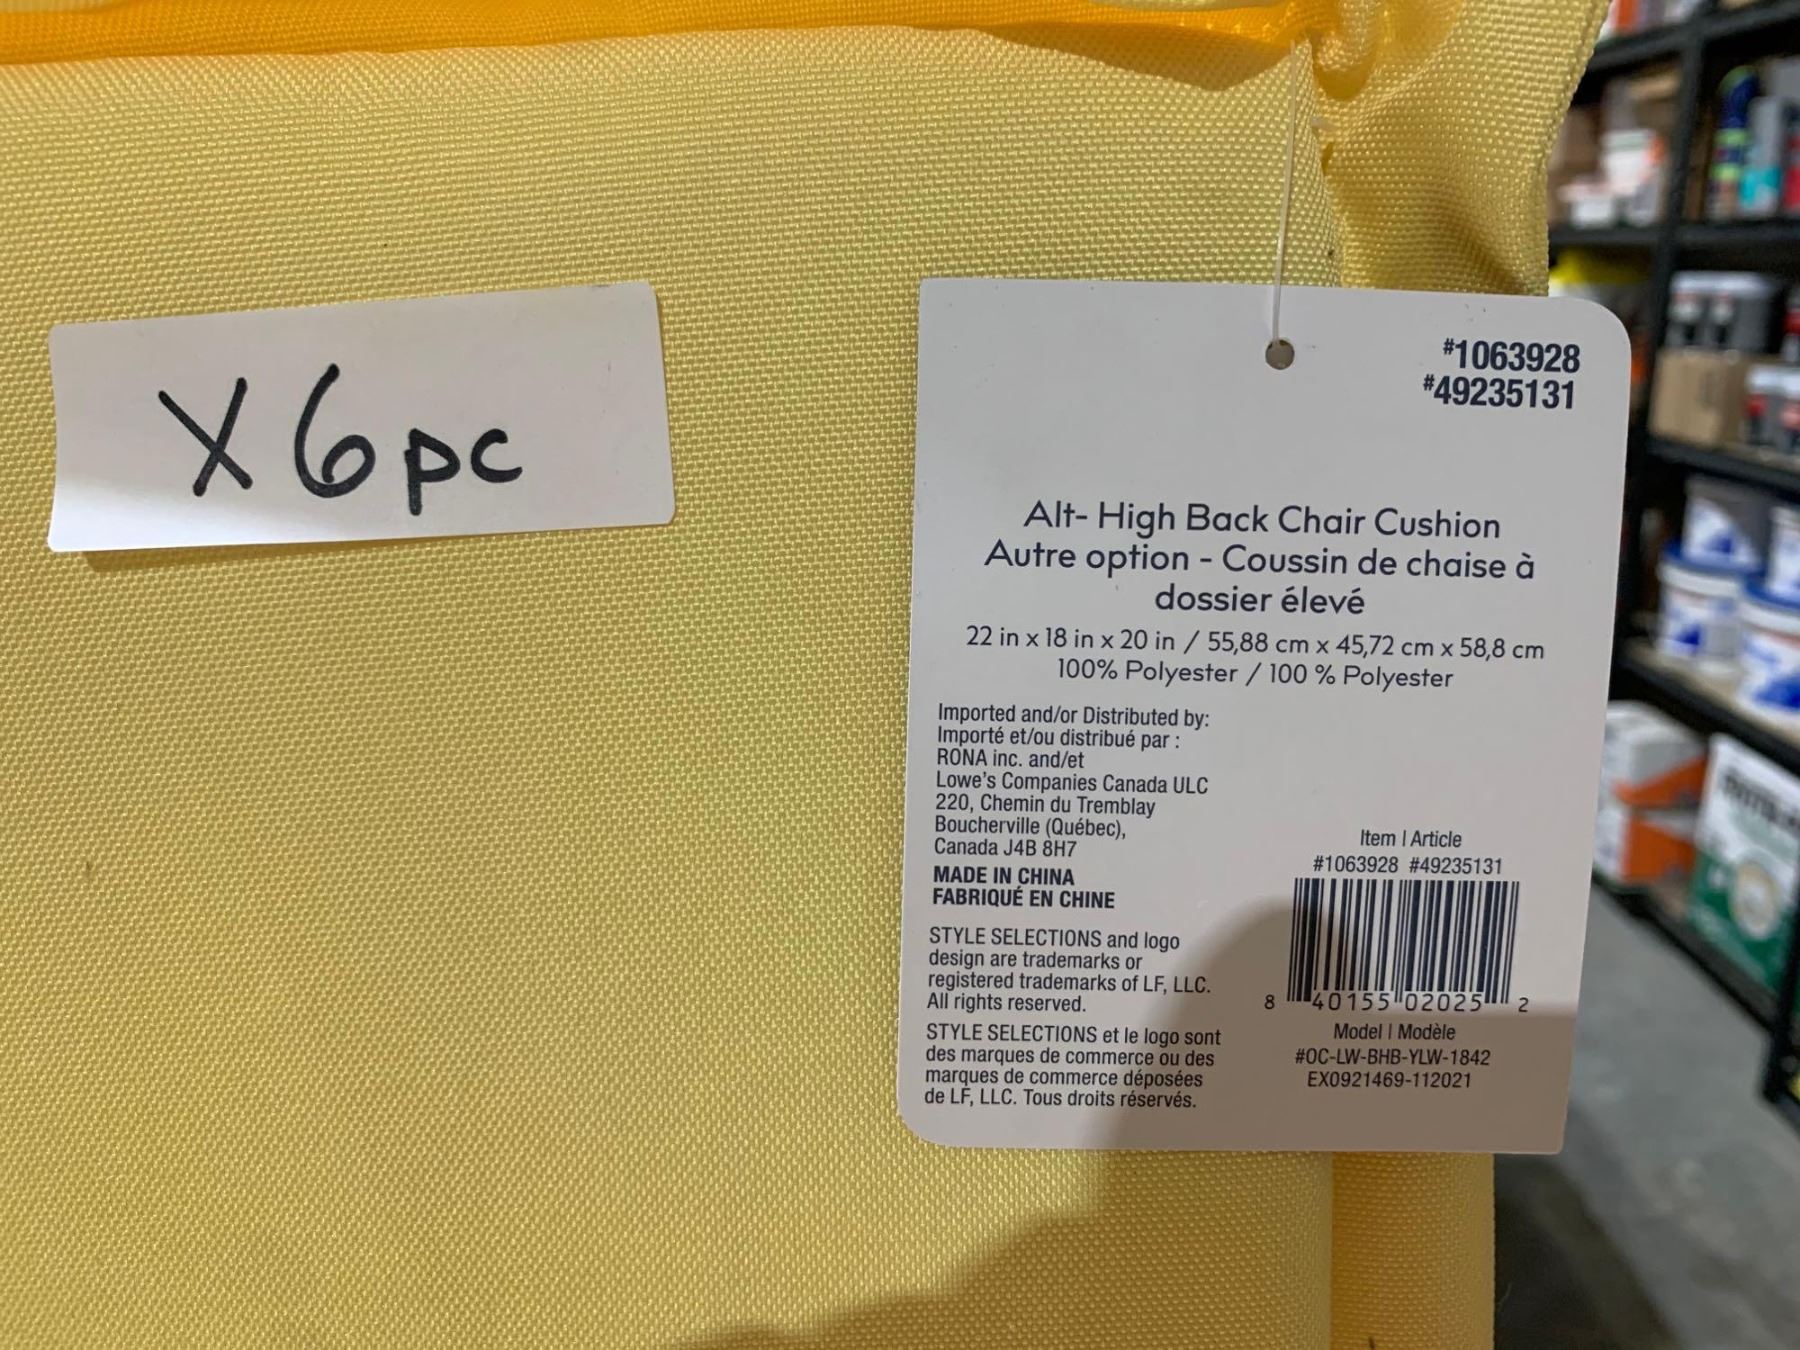 X 6 pc
#1063928
#49235131
Alt- High Back Chair Cushion
Autre option - Coussin de chaise à
dossier élevé
22 in x 18 in x 20 in / 55,88 cm x 45,72 cm x 58,8 cm
100% Polyester / 100 % Polyester
Imported and/or Distributed by:
Importé et/ou distribué par :
RONA inc. and/et
Lowe's Companies Canada ULC
220, Chemin du Tremblay
Boucherville (Québec),
Canada J4B 8H7
MADE IN CHINA
FABRIQUÉ EN CHINE
STYLE SELECTIONS and logo
design are trademarks or
registered trademarks of LF, LLC.
All rights reserved.
STYLE SELECTIONS et le logo sont
des marques de commerce ou des
marques de commerce déposées
de LF, LLC. Tous droits réservés.
Item | Article
#1063928 #49235131
8 40155 02025 2
Model | Modèle
#OC-LW-BHB-YLW-1842
EX0921469-112021